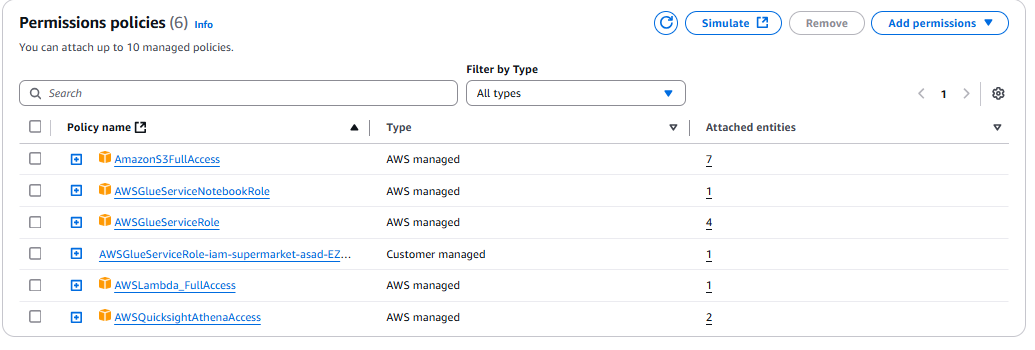 Permissions policies (6) Info
Simulate
Remove
Add permissions
You can attach up to 10 managed policies.
Filter by Type
Search
All types
1
Policy name
Type
Attached entities
AmazonS3FullAccess AWS managed 7
AWSGlueServiceNotebookRole AWS managed 1
AWSGlueServiceRole AWS managed 4
AWSGlueServiceRole-iam-supermarket-asad-EZ... Customer managed 1
AWSLambda_FullAccess AWS managed 1
AWSQuicksightAthenaAccess AWS managed 2